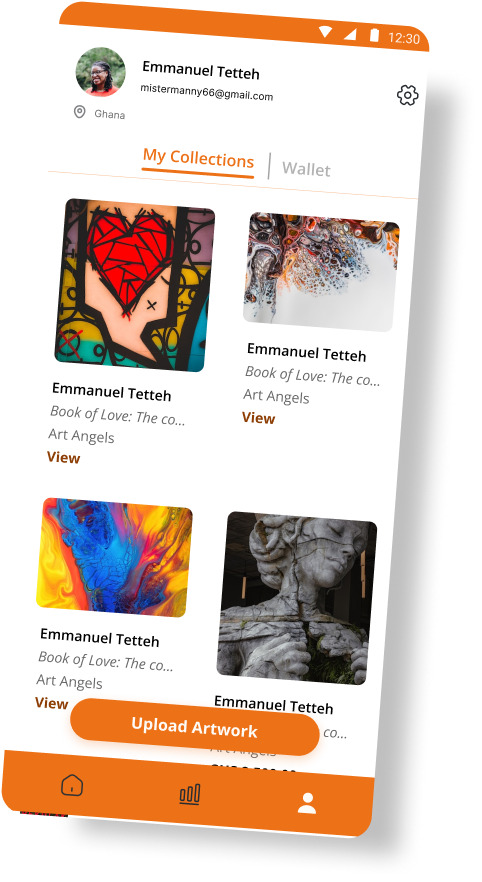 12:30
Emmanuel Tetteh
mistermanny66@gmail.com
Ghana
My Collections
Wallet
Emmanuel Tetteh
Book of Love: The co...
Art Angels
View
Emmanuel Tetteh
Book of Love: The co...
Art Angels
View
Emmanuel Tetteh
Book of Love: The co...
Art Angels
View
Emmanuel Tetteh
co...
Art Angels
Upload Artwork